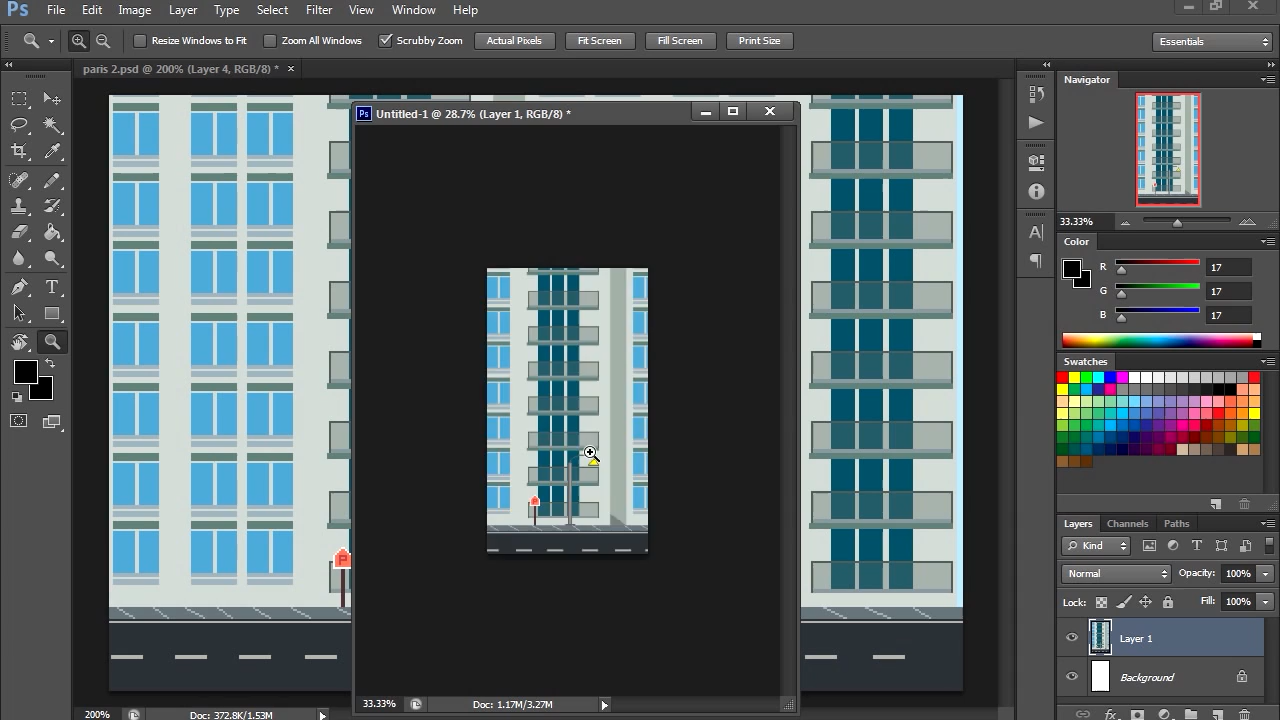 Ps File Edit Image Layer Type Select Filter View Window Help
Resize Windows to Fit Zoom All Windows Scrubby Zoom Actual Pixels Fit Screen Fill Screen Print Size Essentials
paris 2.psd @ 200% (Layer 4, RGB/8) * ×
Navigator
Ps Untitled-1 @ 28.7% (Layer 1, RGB/8) *
33.33%
Color
R 17
G 17
B 17
Swatches
P
Layers Channels Paths
Kind
Normal Opacity: 100%
Lock: Fill: 100%
Layer 1
Background
33.33% Doc: 1.17M/3.27M
200% Doc: 372.8K/1.53M
fx